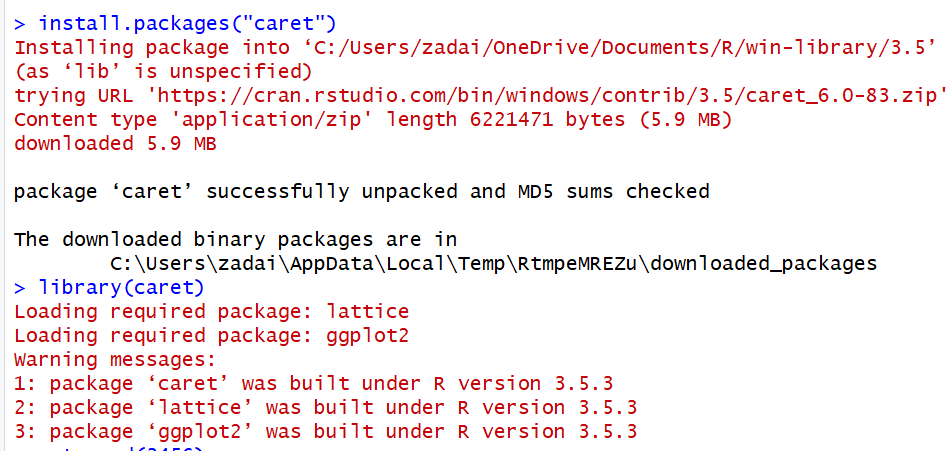 > install.packages("caret")
Installing package into ‘C:/Users/zadai/OneDrive/Documents/R/win-library/3.5’
(as ‘lib’ is unspecified)
trying URL 'https://cran.rstudio.com/bin/windows/contrib/3.5/caret_6.0-83.zip'
Content type 'application/zip' length 6221471 bytes (5.9 MB)
downloaded 5.9 MB
package ‘caret’ successfully unpacked and MD5 sums checked
The downloaded binary packages are in
C:\Users\zadai\AppData\Local\Temp\RtmpeMREZu\downloaded_packages
> library(caret)
Loading required package: lattice
Loading required package: ggplot2
Warning messages:
1: package ‘caret’ was built under R version 3.5.3
2: package ‘lattice’ was built under R version 3.5.3
3: package ‘ggplot2’ was built under R version 3.5.3